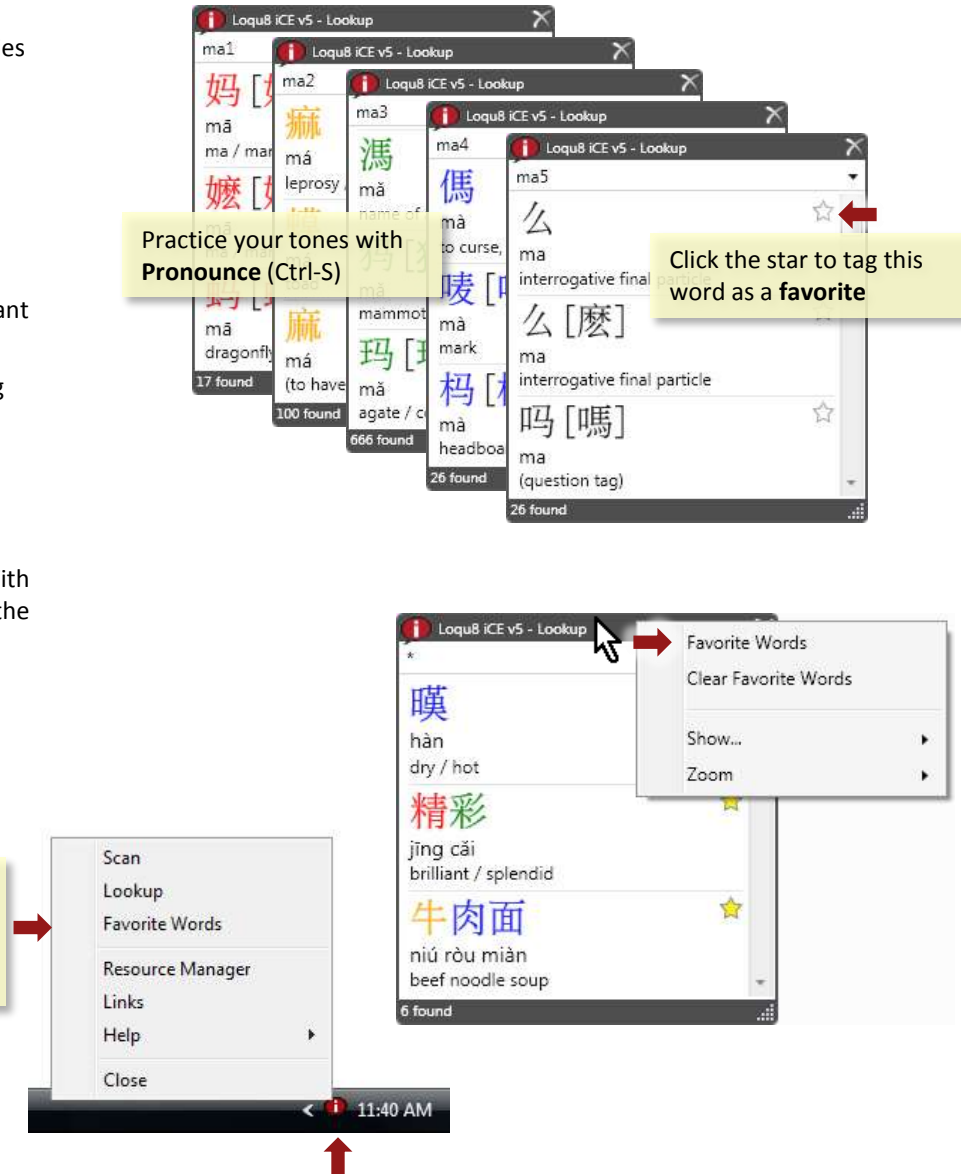 es
ant
g
ith
the
Loqu8 iCE v5 - Lookup
ma1
妈 [
mā
ma / mar
嬷 [
mā
dragonfly
17 found
Loqu8 iCE v5 - Lookup
ma2
痲
má
leprosy /
toad
麻
má
(to have
100 found
Loqu8 iCE v5 - Lookup
ma3
馮
mǎ
name of
犸 [
mǎ
mammot
玛 [
mǎ
agate / c
666 found
Loqu8 iCE v5 - Lookup
ma4
傌
mà
to curse,
唛 [
mà
mark
杩 [
mà
headboa
26 found
Loqu8 iCE v5 - Lookup
ma5
么
ma
interrogative final particle
么 [麽]
ma
interrogative final particle
吗 [嗎]
ma
(question tag)
26 found
Practice your tones with
Pronounce (Ctrl-S)
Click the star to tag this
word as a favorite
Loqu8 iCE v5 - Lookup
*
暵
hàn
dry / hot
精彩
jīng cǎi
brilliant / splendid
牛肉面
niú ròu miàn
beef noodle soup
6 found
Favorite Words
Clear Favorite Words
Show...
Zoom
Scan
Lookup
Favorite Words
Resource Manager
Links
Help
Close
< 11:40 AM